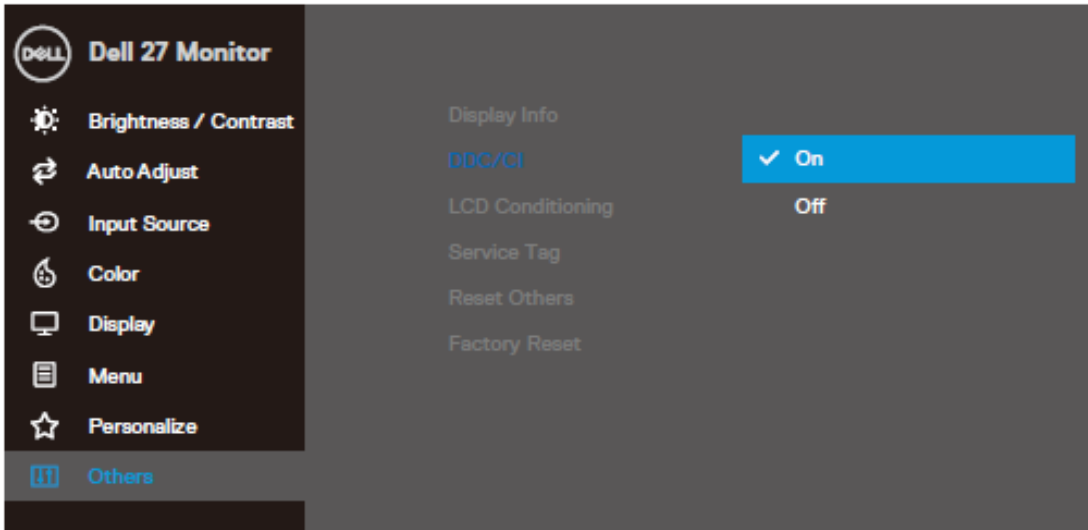 DELL Dell 27 Monitor
Brightness / Contrast
Auto Adjust
Input Source
Color
Display
Menu
Personalize
Others
Display Info
DDC/CI
LCD Conditioning
Service Tag
Reset Others
Factory Reset
On
Off